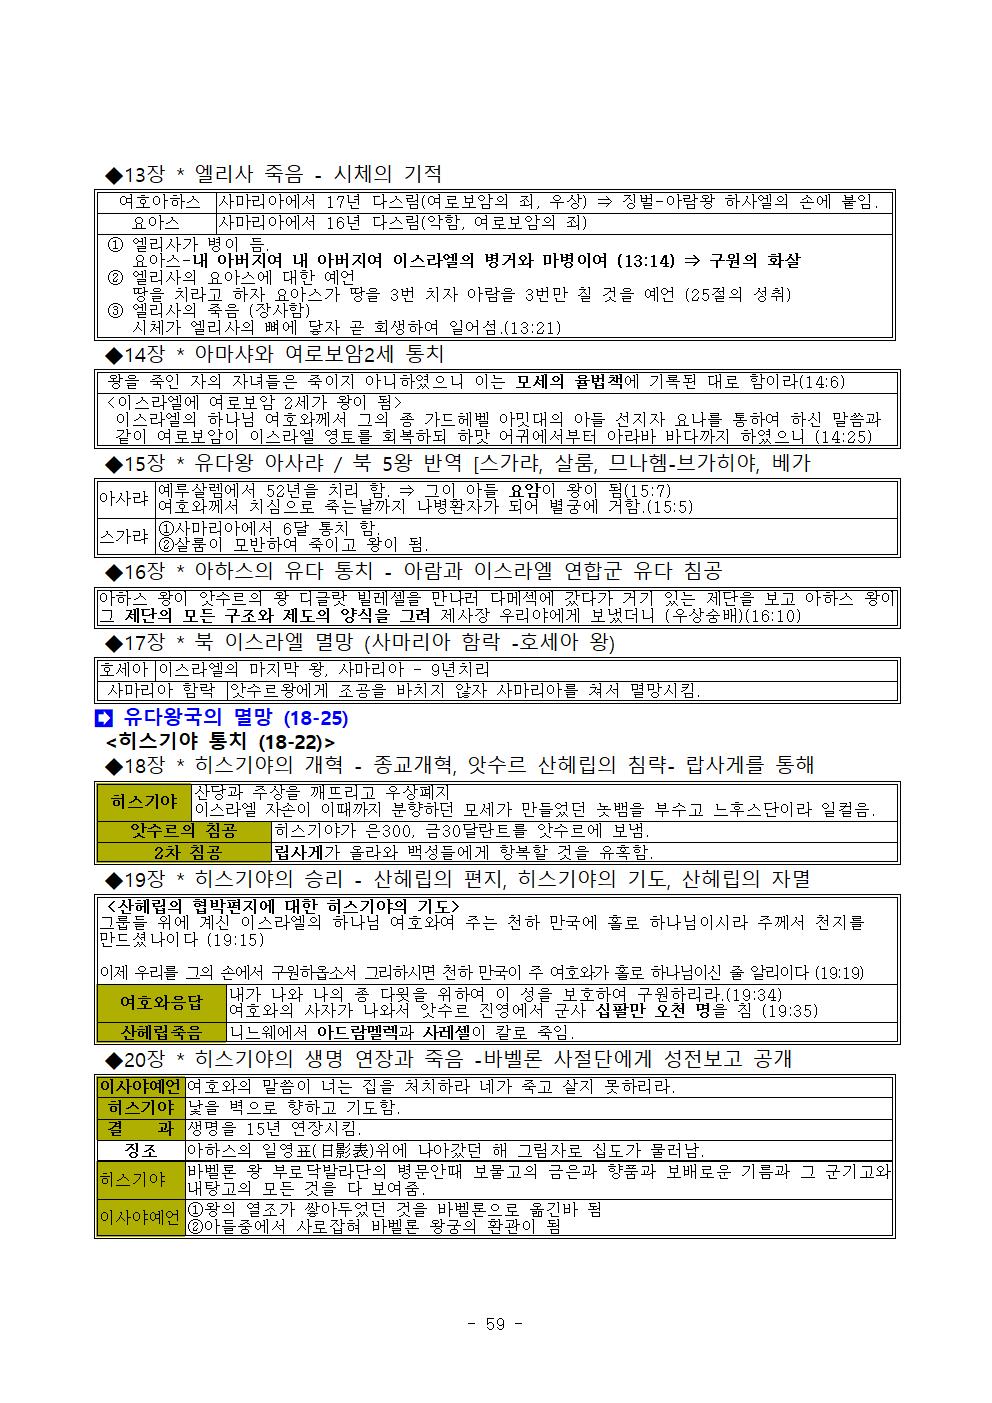 ◆13장 * 엘리사 죽음 - 시체의 기적
여호아하스 사마리아에서 17년 다스림(여로보암의 죄, 우상) ⇒ 징벌-아람왕 하사엘의 손에 붙임.
요아스 사마리아에서 16년 다스림(악함, 여로보암의 죄)
① 엘리사가 병이 듬.
요아스-내 아버지여 내 아버지여 이스라엘의 병거와 마병이여 (13:14) ⇒ 구원의 화살
② 엘리사의 요아스에 대한 예언
땅을 치라고 하자 요아스가 땅을 3번 치자 아람을 3번만 칠 것을 예언 (25절의 성취)
③ 엘리사의 죽음 (장사함)
시체가 엘리사의 뼈에 닿자 곧 회생하여 일어섬.(13:21)
◆14장 * 아마샤와 여로보암2세 통치
왕을 죽인 자의 자녀들은 죽이지 아니하였으니 이는 모세의 율법책에 기록된 대로 함이라(14:6)
<이스라엘에 여로보암 2세가 왕이 됨>
이스라엘의 하나님 여호와께서 그의 종 가드헤벨 아밋대의 아들 선지자 요나를 통하여 하신 말씀과
같이 여로보암이 이스라엘 영토를 회복하되 하맛 어귀에서부터 아라바 바다까지 하였으니 (14:25)
◆15장 * 유다왕 아사랴 / 북 5왕 반역 [스가랴, 살룸, 므나헴-브가히야, 베가
아사랴 예루살렘에서 52년을 치리 함. ⇒ 그이 아들 요암이 왕이 됨(15:7)
여호와께서 치심으로 죽는날까지 나병환자가 되어 별궁에 거함.(15:5)
스가랴 ①사마리아에서 6달 통치 함.
②살룸이 모반하여 죽이고 왕이 됨.
◆16장 * 아하스의 유다 통치 - 아람과 이스라엘 연합군 유다 침공
아하스 왕이 앗수르의 왕 디글랏 빌레셀을 만나러 다메섹에 갔다가 거기 있는 제단을 보고 아하스 왕이
그 제단의 모든 구조와 제도의 양식을 그려 제사장 우리야에게 보냈더니 (우상숭배)(16:10)
◆17장 * 북 이스라엘 멸망 (사마리아 함락 -호세아 왕)
호세아 이스라엘의 마지막 왕, 사마리아 - 9년치리
사마리아 함락 앗수르왕에게 조공을 바치지 않자 사마리아를 쳐서 멸망시킴.
➡ 유다왕국의 멸망 (18-25)
<히스기야 통치 (18-22)>
◆18장 * 히스기야의 개혁 - 종교개혁, 앗수르 산헤립의 침략- 랍사게를 통해
히스기야 산당과 주상을 깨뜨리고 우상폐지
이스라엘 자손이 이때까지 분향하던 모세가 만들었던 놋뱀을 부수고 느후스단이라 일컬음.
앗수르의 침공 히스기야가 은300, 금30달란트를 앗수르에 보냄.
2차 침공 립사게가 올라와 백성들에게 항복할 것을 유혹함.
◆19장 * 히스기야의 승리 - 산헤립의 편지, 히스기야의 기도, 산헤립의 자멸
<산헤립의 협박편지에 대한 히스기야의 기도>
그룹들 위에 계신 이스라엘의 하나님 여호와여 주는 천하 만국에 홀로 하나님이시라 주께서 천지를
만드셨나이다 (19:15)
이제 우리를 그의 손에서 구원하옵소서 그리하시면 천하 만국이 주 여호와가 홀로 하나님이신 줄 알리이다 (19:19)
여호와응답 내가 나와 나의 종 다윗을 위하여 이 성을 보호하여 구원하리라.(19:34)
여호와의 사자가 나와서 앗수르 진영에서 군사 십팔만 오천 명을 침 (19:35)
산헤립죽음 니느웨에서 아드람멜렉과 사레셀이 칼로 죽임.
◆20장 * 히스기야의 생명 연장과 죽음 -바벨론 사절단에게 성전보고 공개
이사야예언 여호와의 말씀이 너는 집을 처치하라 네가 죽고 살지 못하리라.
히스기야 낯을 벽으로 향하고 기도함.
결 과 생명을 15년 연장시킴.
징조 아하스의 일영표(日影表)위에 나아갔던 해 그림자로 십도가 물러남.
히스기야 바벨론 왕 부로닥발라단의 병문안때 보물고의 금은과 향품과 보배로운 기름과 그 군기고와
내탕고의 모든 것을 다 보여줌.
이사야예언 ①왕의 열조가 쌓아두었던 것을 바벨론으로 옮긴바 됨
②아들중에서 사로잡혀 바벨론 왕궁의 환관이 됨
- 59 -